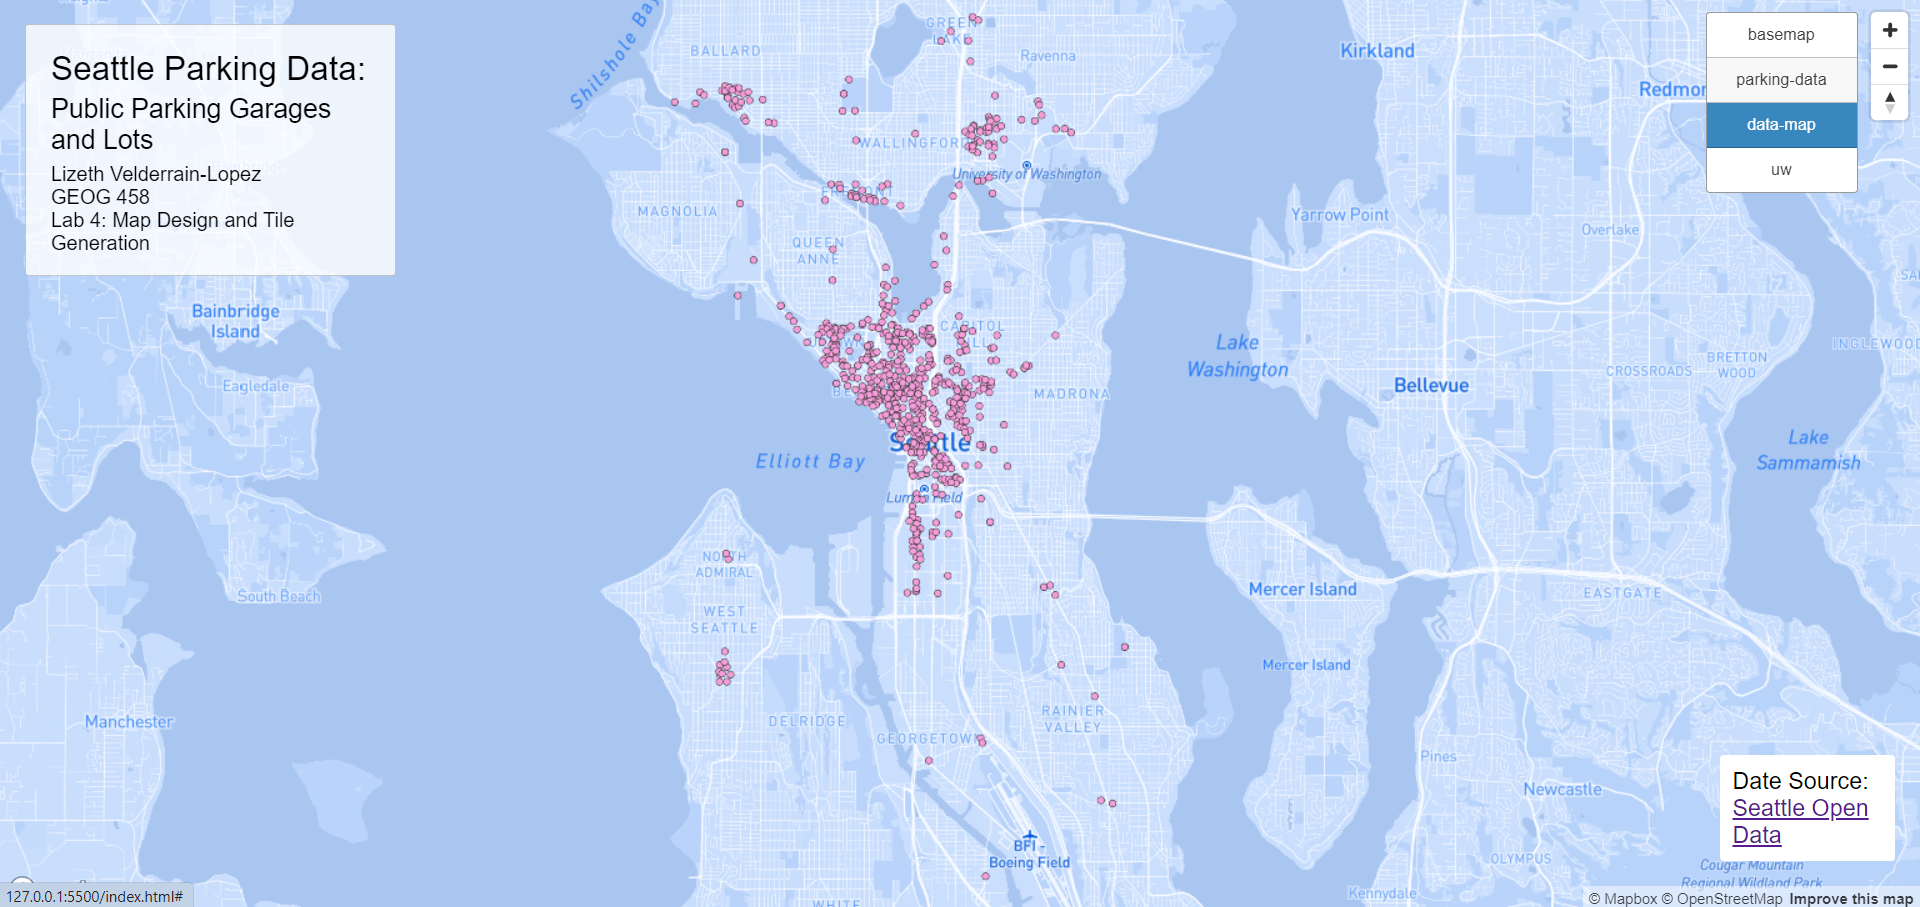 Seattle Parking Data:
Public Parking Garages
and Lots
Lizeth Velderrain-Lopez
GEOG 458
Lab 4: Map Design and Tile
Generation
basemap
parking-data
data-map
uw
Shilshole Bay
BALLARD
GREEN
LAKE
Ravenna
Kirkland
Redmon
WALLINGFORD
University of Washington
FREMONT
MAGNOLIA
Yarrow Point
Overlake
QUEEN
ANNE
Bainbridge
Island
CAPITOL
HILL
Lake
Washington
INGLEWOOD
BRETTON
WOOD
CROSSROADS
Eagledale
Bellevue
MADRONA
Seattle
Elliott Bay
Lake
Sammamish
Lumen Field
NORTH
ADMIRAL
South Beach
Mercer Island
EASTGATE
WEST
SEATTLE
Mercer Island
Manchester
DELRIDGE
RAINIER
VALLEY
GEORGETOWN
Pines
Newcastle
Date Source:
Seattle Open
Data
BFI -
Boeing Field
OLYMPUS
Cougar Mountain
Regional Wildland Park
Kennydale
WHITE
127.0.0.1:5500/index.html#
© Mapbox © OpenStreetMap Improve this map